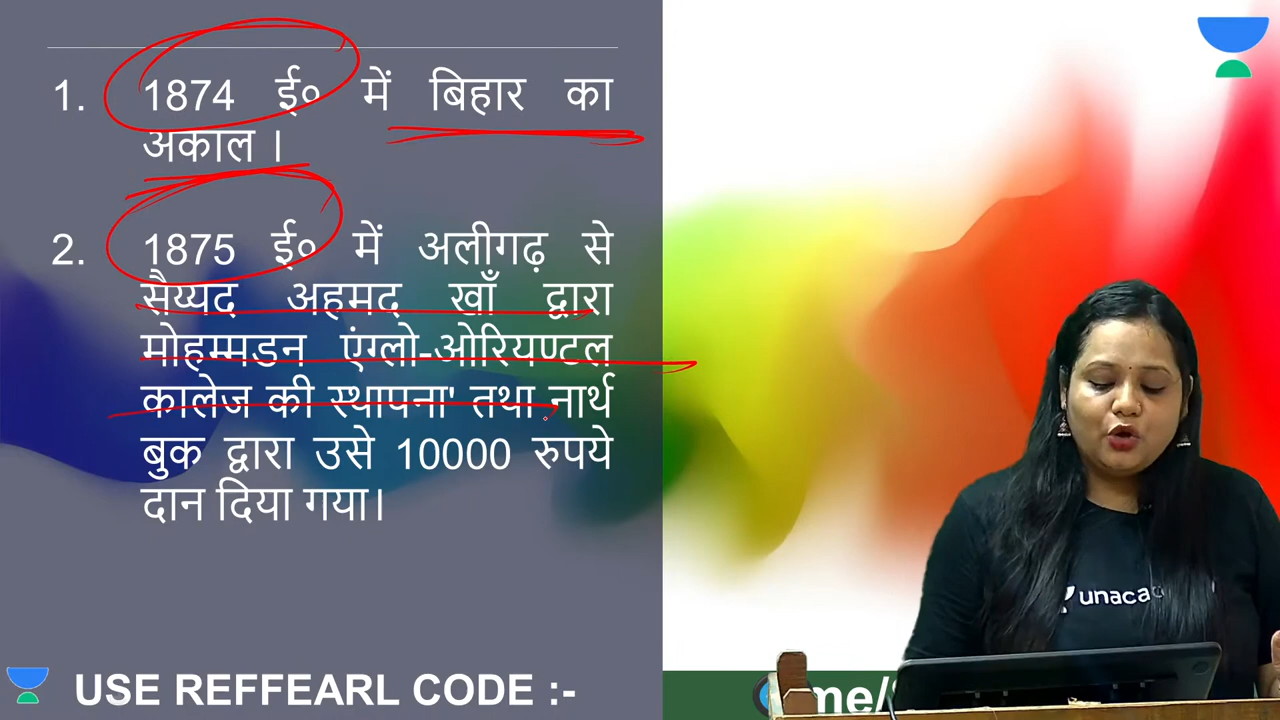 1. 1874 ई० में बिहार का
अकाल ।
2. 1875 ई० में अलीगढ़ से
सैय्यद अहमद खाँ द्वारा
मोहम्मडन एंग्लो-ओरियण्टल
कालेज की स्थापना' तथा नार्थ
बुक द्वारा उसे 10000 रुपये
दान दिया गया।
USE REFFEARL CODE :-
me/